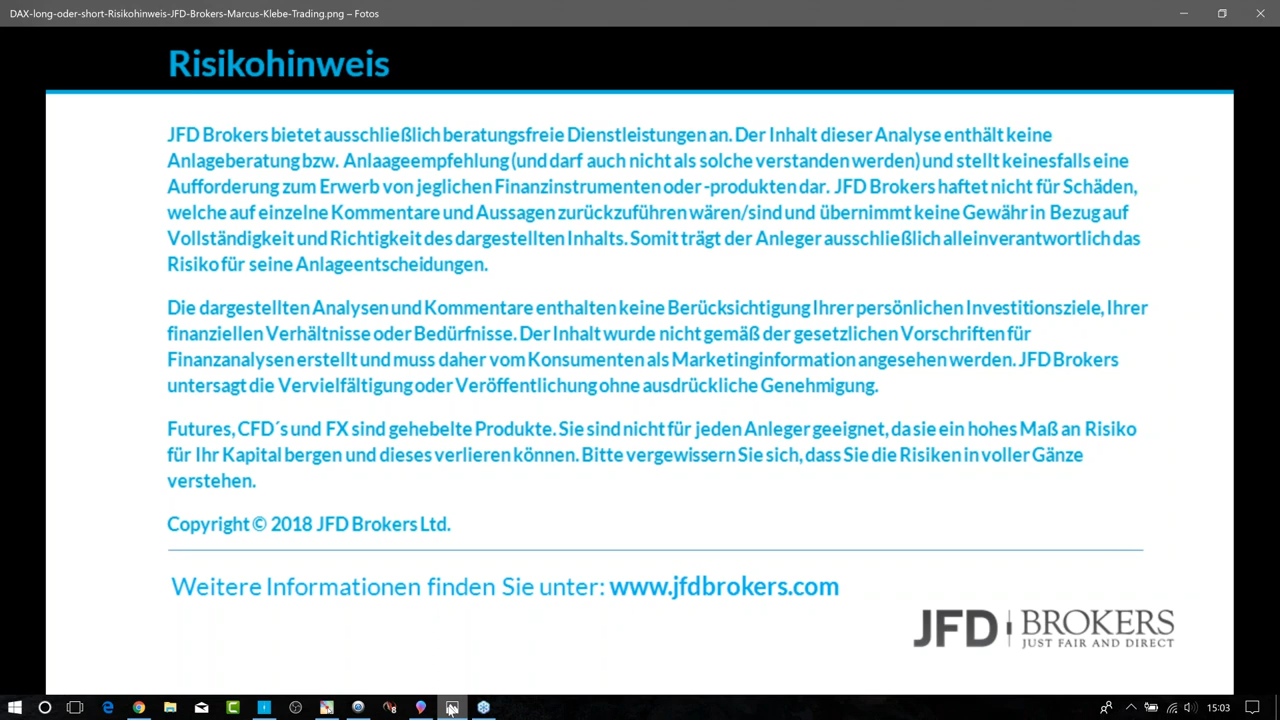 DAX-long-oder-short-Risikohinweis-JFD-Brokers-Marcus-Klebe-Trading.png – Fotos
Risikohinweis
JFD Brokers bietet ausschließlich beratungsfreie Dienstleistungen an. Der Inhalt dieser Analyse enthält keine
Anlageberatung bzw. Anlaageempfehlung (und darf auch nicht als solche verstanden werden) und stellt keinesfalls eine
Aufforderung zum Erwerb von jeglichen Finanzinstrumenten oder -produkten dar. JFD Brokers haftet nicht für Schäden,
welche auf einzelne Kommentare und Aussagen zurückzuführen wären/sind und übernimmt keine Gewähr in Bezug auf
Vollständigkeit und Richtigkeit des dargestellten Inhalts. Somit trägt der Anleger ausschließlich alleinverantwortlich das
Risiko für seine Anlageentscheidungen.
Die dargestellten Analysen und Kommentare enthalten keine Berücksichtigung Ihrer persönlichen Investitionsziele, Ihrer
finanziellen Verhältnisse oder Bedürfnisse. Der Inhalt wurde nicht gemäß der gesetzlichen Vorschriften für
Finanzanalysen erstellt und muss daher vom Konsumenten als Marketinginformation angesehen werden. JFD Brokers
untersagt die Vervielfältigung oder Veröffentlichung ohne ausdrückliche Genehmigung.
Futures, CFD´s und FX sind gehebelte Produkte. Sie sind nicht für jeden Anleger geeignet, da sie ein hohes Maß an Risiko
für Ihr Kapital bergen und dieses verlieren können. Bitte vergewissern Sie sich, dass Sie die Risiken in voller Gänze
verstehen.
Copyright © 2018 JFD Brokers Ltd.
Weitere Informationen finden Sie unter: www.jfdbrokers.com
JFD BROKERS
JUST FAIR AND DIRECT
15:03